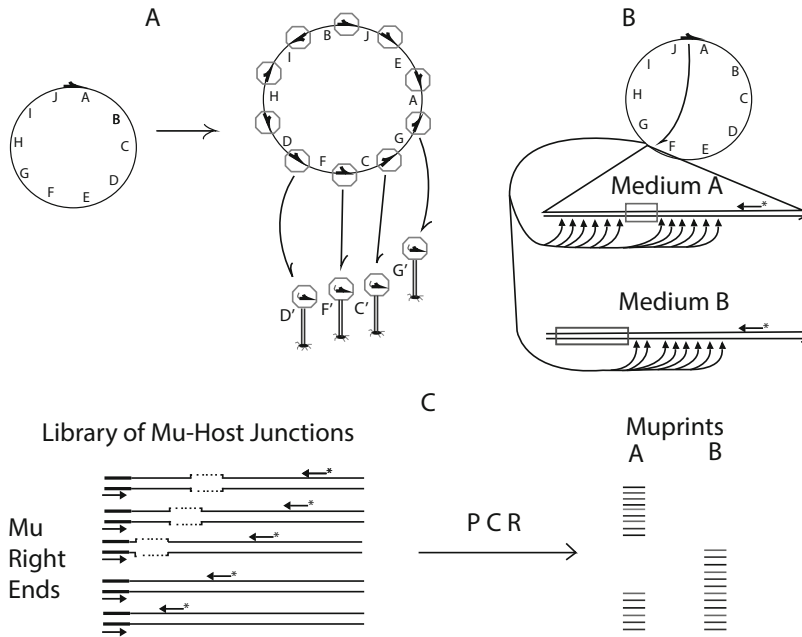 A
B
J
A
B
C
D
E
F
G
H
I
B
J
E
A
G
C
F
D
H
I
D'
F'
C'
G'
J
A
B
C
D
E
F
G
H
I
Medium A
*
Medium B
*
C
Library of Mu-Host Junctions
Mu
Right
Ends
*
*
*
*
*
P C R
Muprints
A B